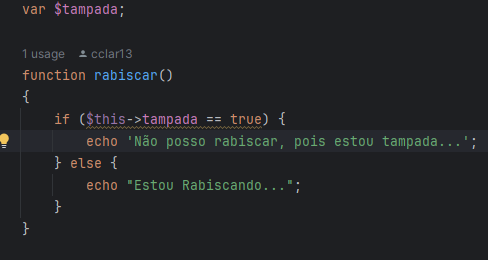 var $tampada;
1 usage cclar13
function rabiscar()
{
if ($this->tampada == true) {
echo 'Não posso rabiscar, pois estou tampada...';
} else {
echo "Estou Rabiscando...";
}
}